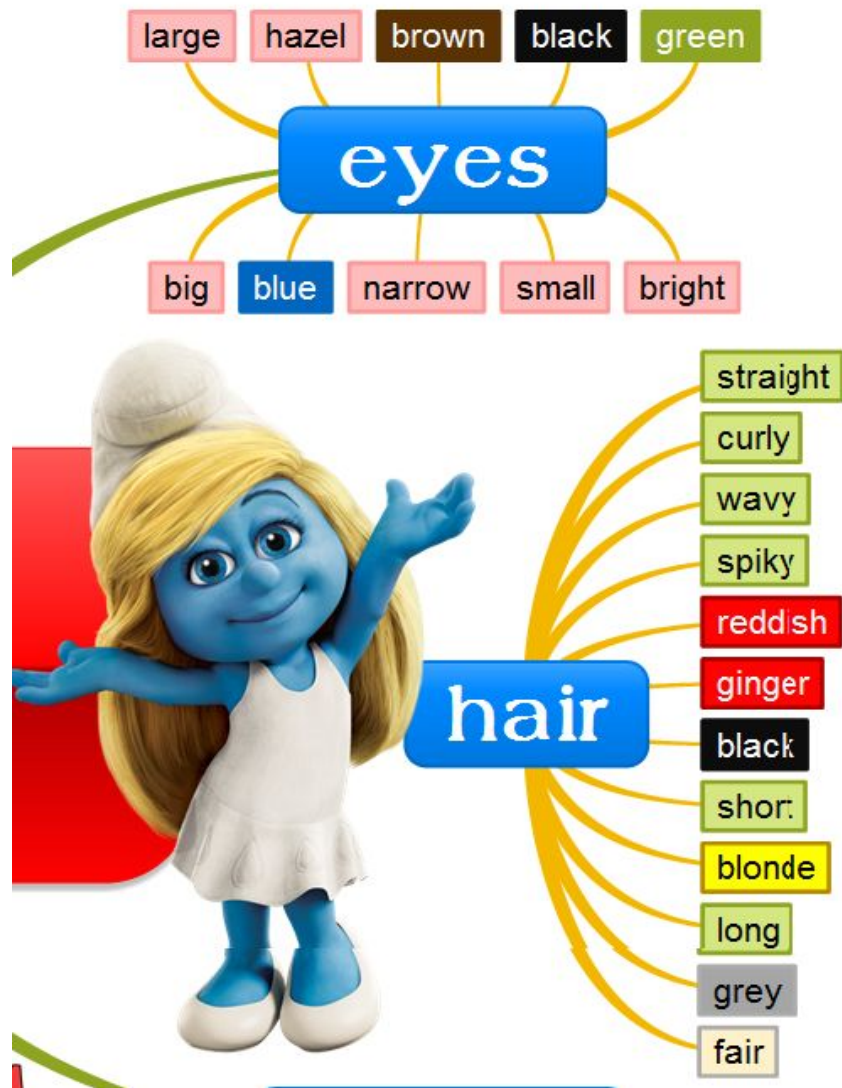 large hazel brown black green
eyes
big blue narrow small bright
straight
curly
wavy
spiky
reddish
ginger
hair
black
short
blonde
long
grey
fair